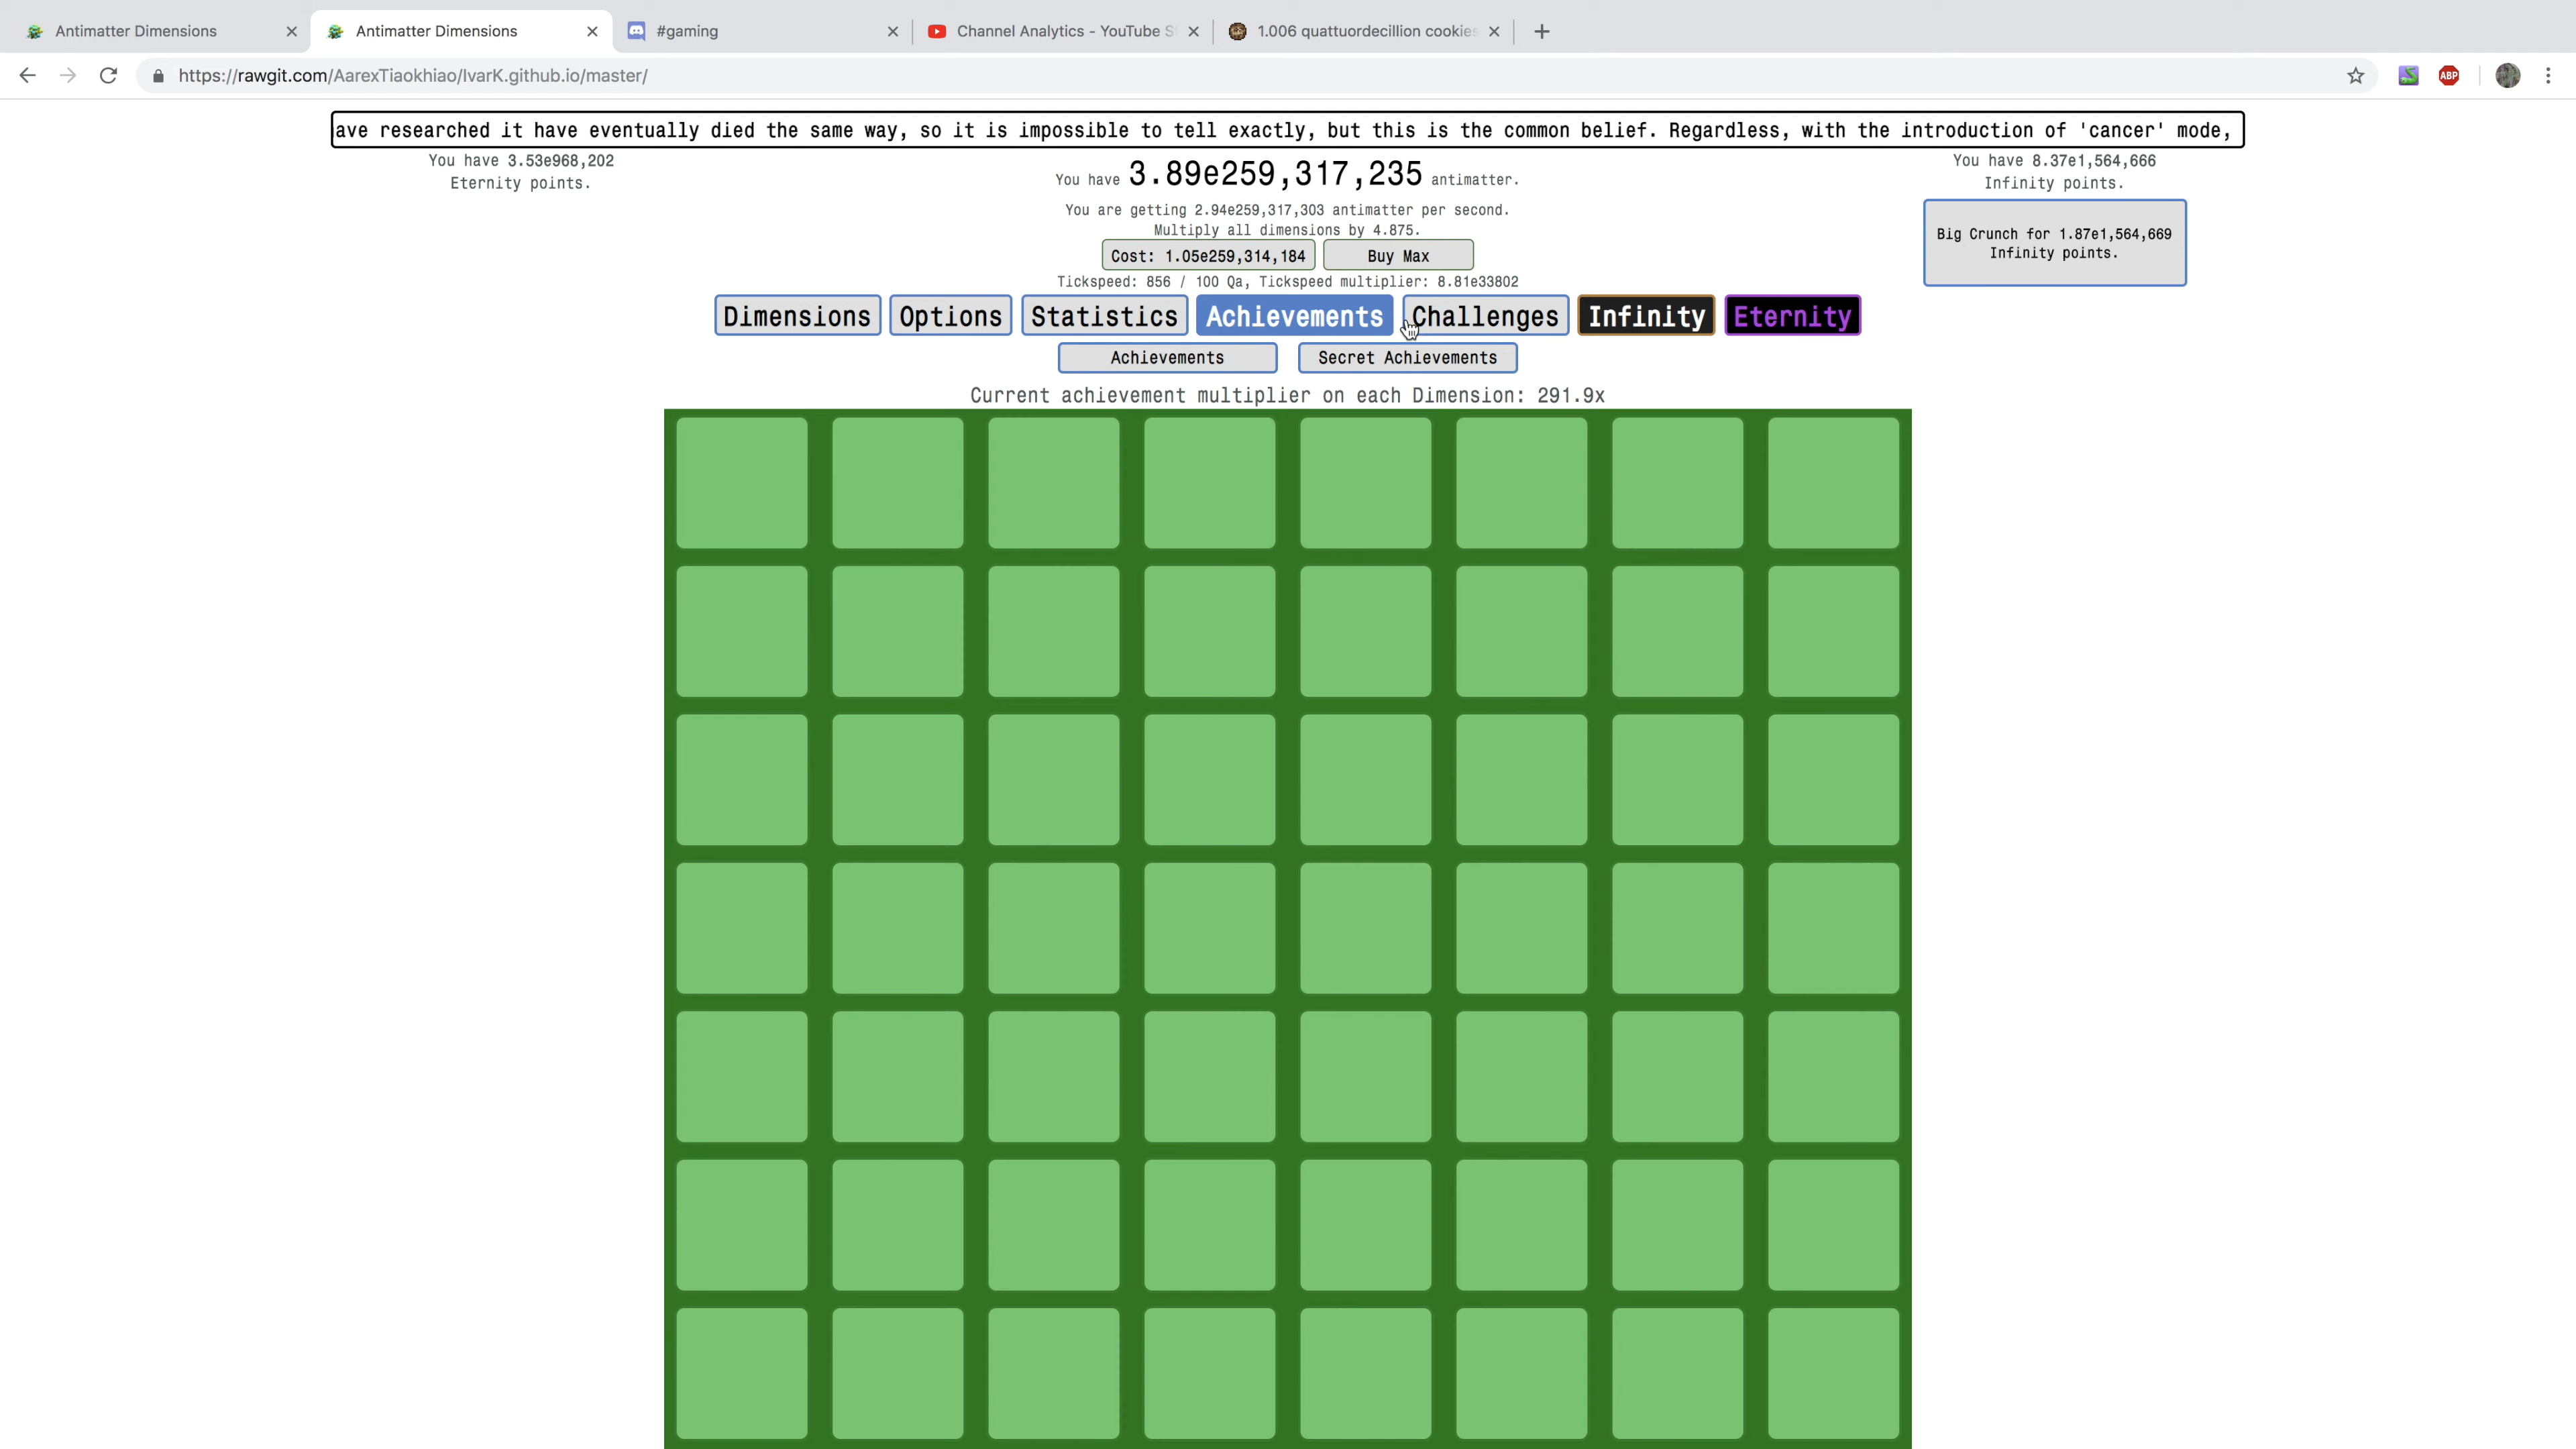 Antimatter Dimensions
Antimatter Dimensions
#gaming
Channel Analytics - YouTube S
1.006 quattuordecillion cookies
https://rawgit.com/AarexTiaokhiao/IvarK.github.io/master/
ABP
ave researched it have eventually died the same way, so it is impossible to tell exactly, but this is the common belief. Regardless, with the introduction of 'cancer' mode,
You have 3.53e968,202
Eternity points.
You have 3.89e259,317,235 antimatter.
You have 8.37e1,564,666
Infinity points.
You are getting 2.94e259,317,303 antimatter per second.
Multiply all dimensions by 4.875.
Big Crunch for 1.87e1,564,669
Infinity points.
Cost: 1.05e259,314,184
Buy Max
Tickspeed: 856 / 100 Qa, Tickspeed multiplier: 8.81e33802
Dimensions
Options
Statistics
Achievements
Challenges
Infinity
Eternity
Achievements
Secret Achievements
Current achievement multiplier on each Dimension: 291.9x